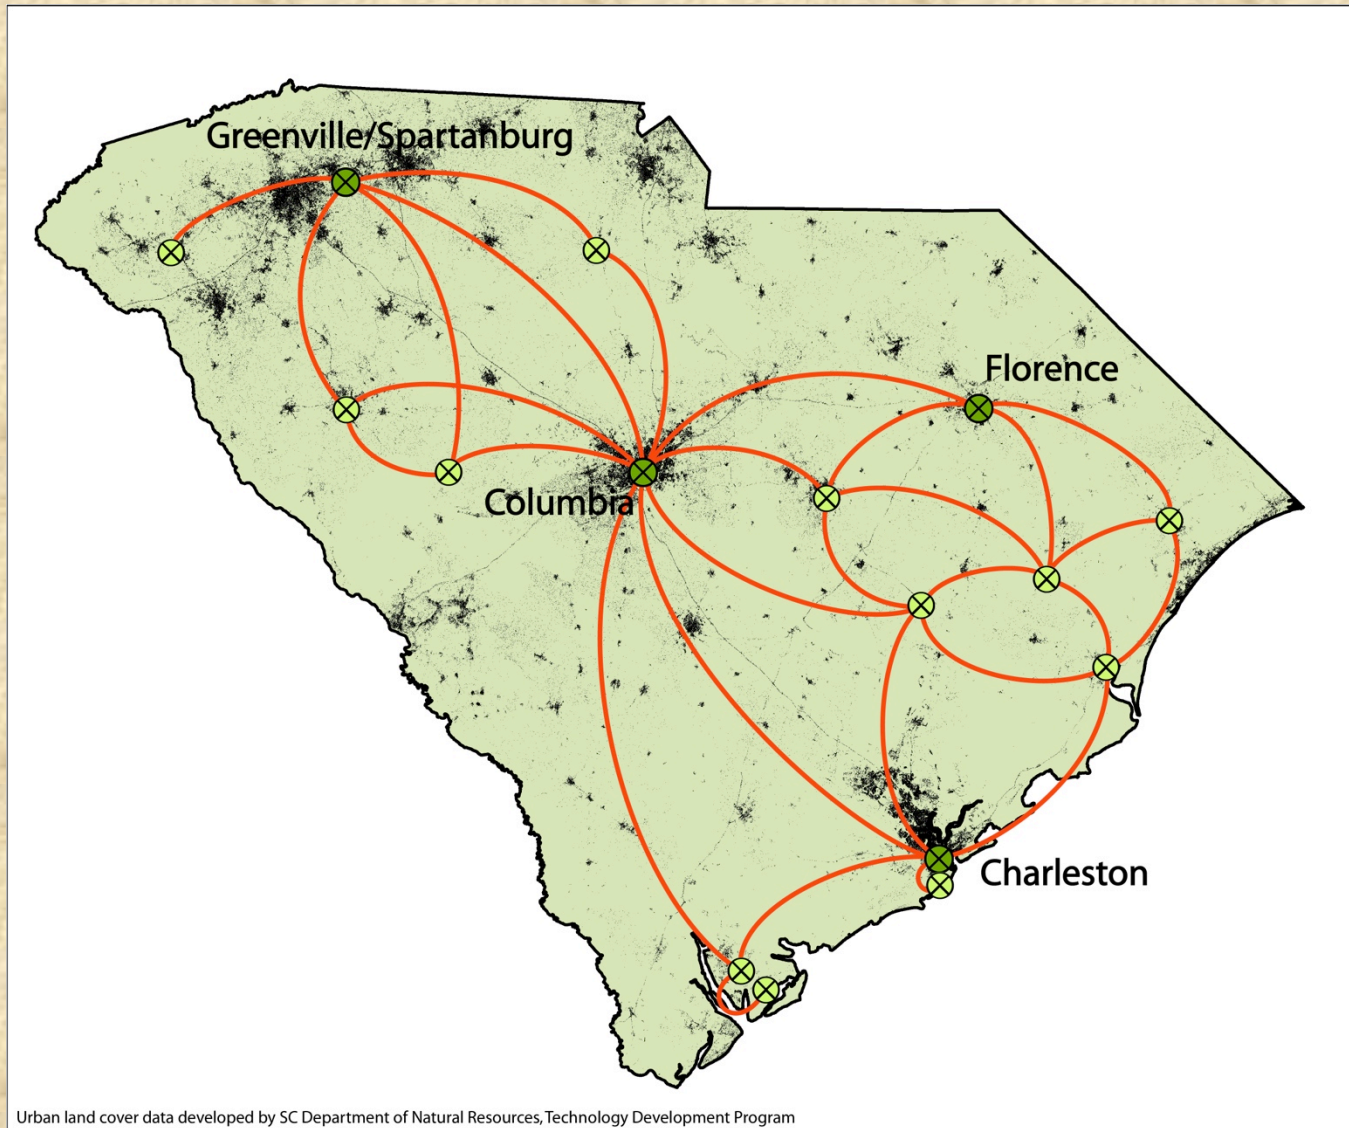 Greenville/Spartanburg
Florence
Columbia
Charleston
Urban land cover data developed by SC Department of Natural Resources, Technology Development Program